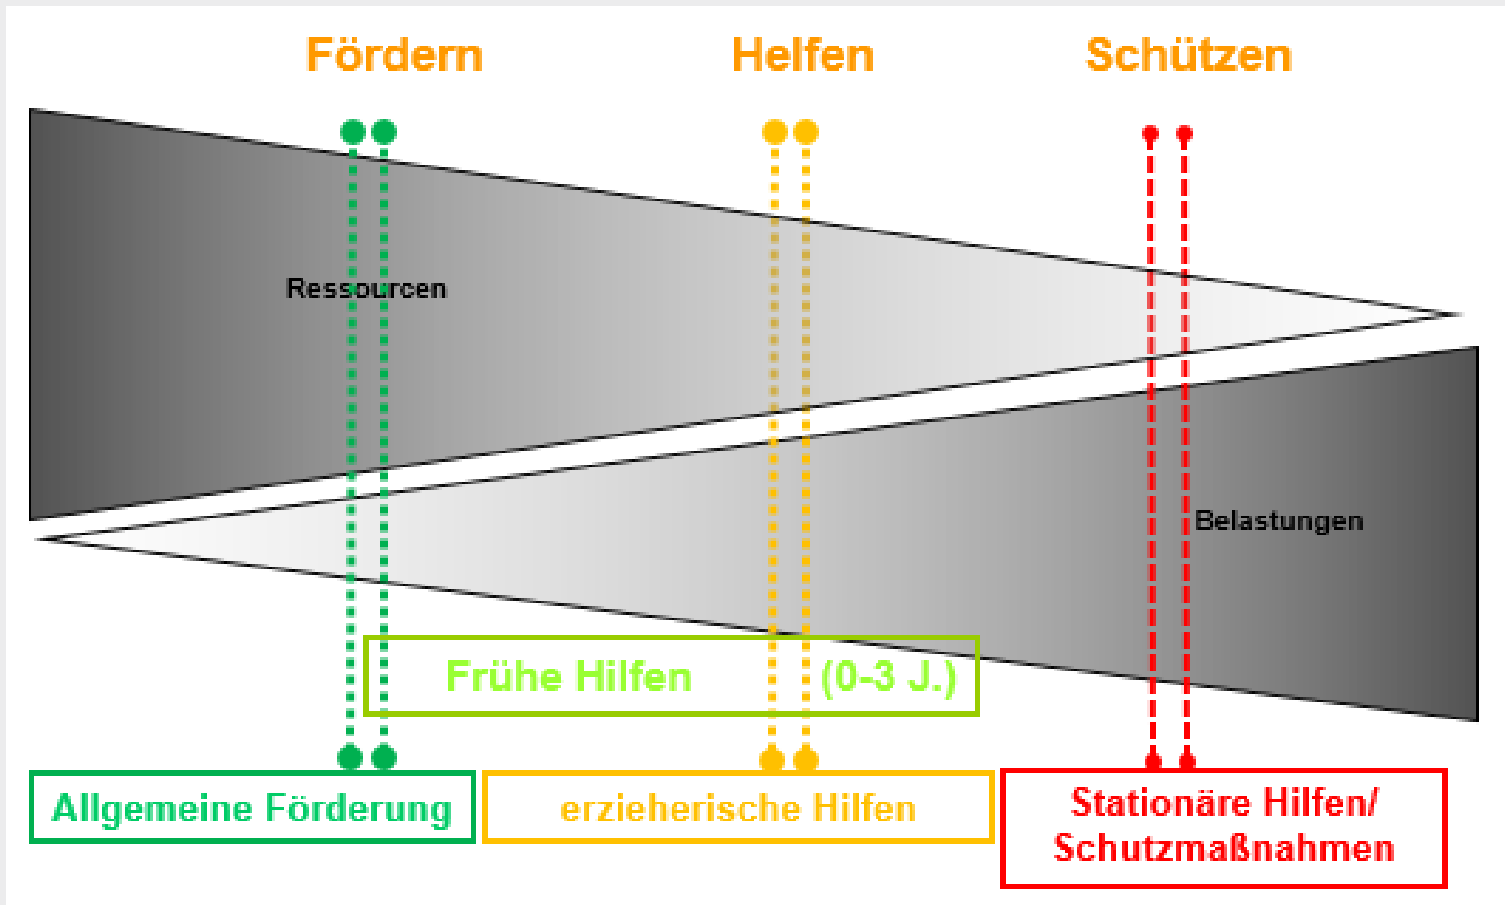 Fördern Helfen Schützen
Ressourcen
Belastungen
Frühe Hilfen (0-3 J.)
Allgemeine Förderung
erzieherische Hilfen
Stationäre Hilfen/
Schutzmaßnahmen